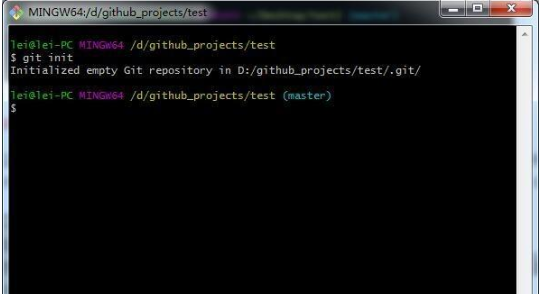 MINGW64:/d/github_projects/test
lei@lei-PC MINGW64 /d/github_projects/test
$ git init
Initialized empty Git repository in D:/github_projects/test/.git/
lei@lei-PC MINGW64 /d/github_projects/test (master)
$